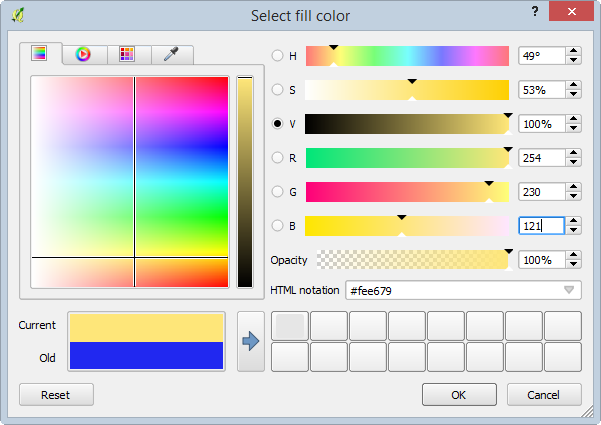 Select fill color
?
H 49°
S 53%
V 100%
R 254
G 230
B 121
Opacity 100%
HTML notation #fee679
Current
Old
Reset OK Cancel